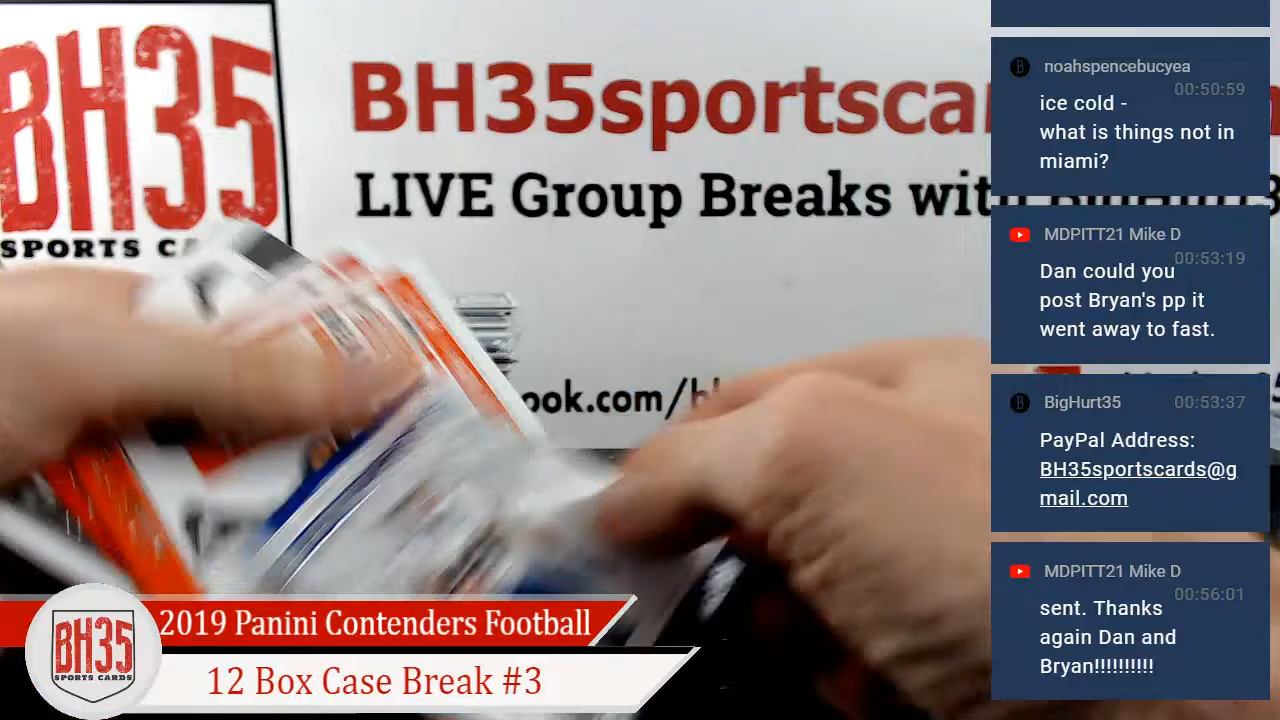 BH35
SPORTS
BH35sportsca
LIVE Group Breaks
ook.com/b
noahspencebucyea
00:50:59
ice cold -
what is things not in
miami?
MDPITT21 Mike D
00:53:19
Dan could you
post Bryan's pp it
went away to fast.
BigHurt35
00:53:37
PayPal Address:
BH35sportscards@g
mail.com
MDPITT21 Mike D
00:56:01
sent. Thanks
again Dan and
Bryan!!!!!!!!!!
BH35
SPORTS CARDS
2019 Panini Contenders Football
12 Box Case Break #3